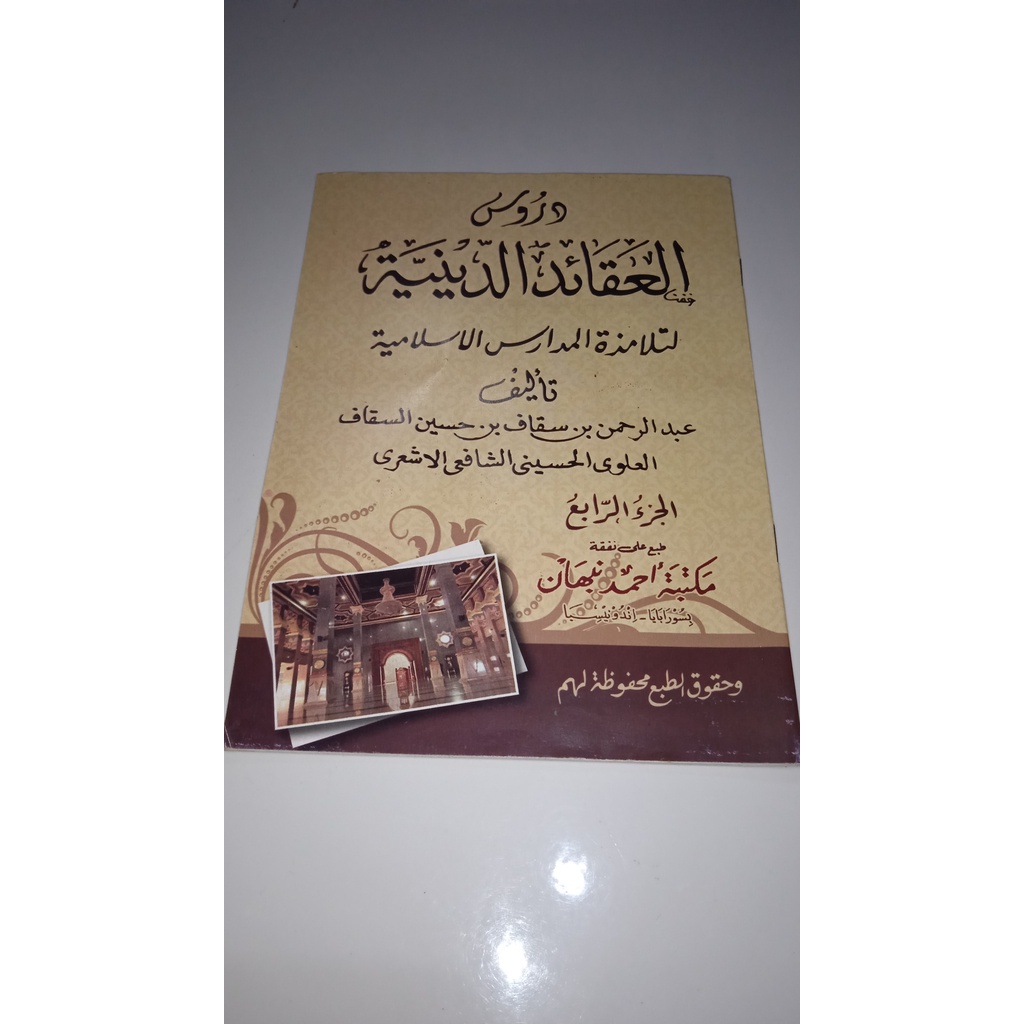 دروس
العقائد الدينية
لتلامذة المدارس الاسلامية
تأليف
عبد الرحمن بن سقاف بن حسين السقاف
العلوى الحسينى الشافعى الاشعرى
الجزء الرابع
طبع على نفقة
مكتبة احمد نبهان
بسورابايا - اندونيسيا
وحقوق الطبع محفوظة لهم